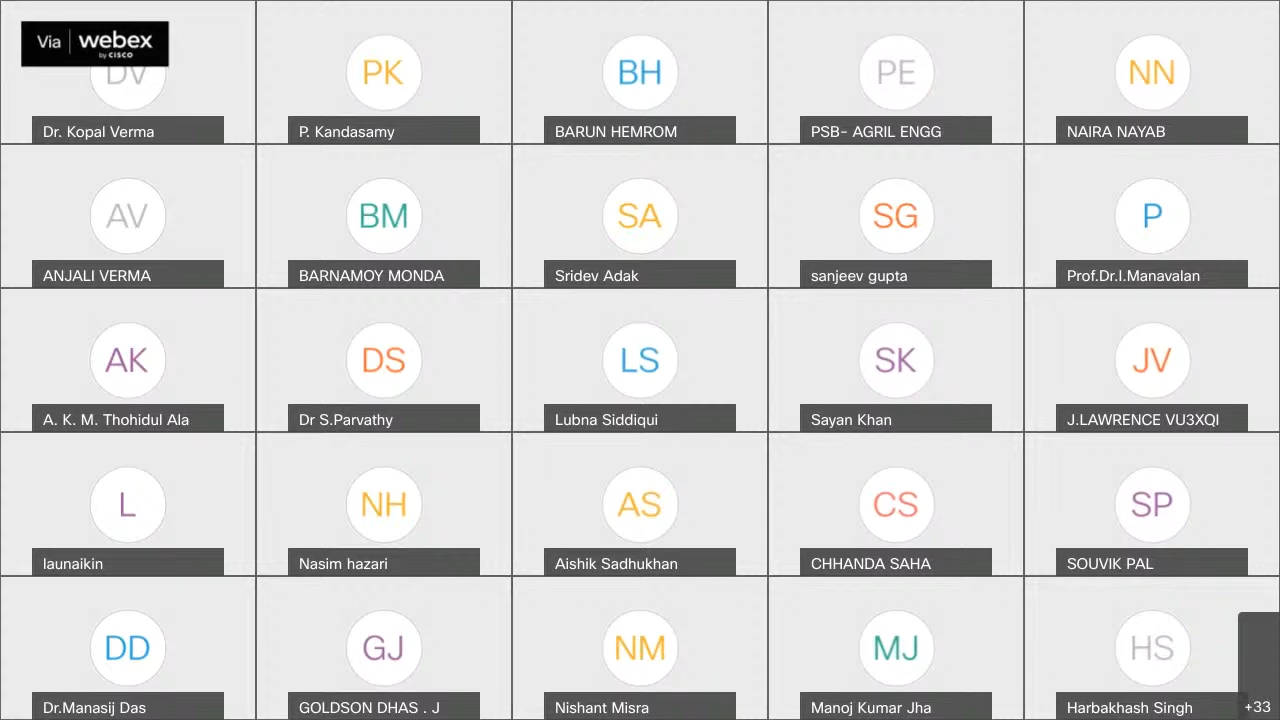 Via webex
by CISCO
DV
PK
BH
PE
NN
Dr. Kopal Verma
P. Kandasamy
BARUN HEMROM
PSB- AGRIL ENGG
NAIRA NAYAB
AV
BM
SA
SG
P
ANJALI VERMA
BARNAMOY MONDA
Sridev Adak
sanjeev gupta
Prof.Dr.I.Manavalan
AK
DS
LS
SK
JV
A. K. M. Thohidul Ala
Dr S.Parvathy
Lubna Siddiqui
Sayan Khan
J.LAWRENCE VU3XQI
L
NH
AS
CS
SP
launaikin
Nasim hazari
Aishik Sadhukhan
CHHANDA SAHA
SOUVIK PAL
DD
GJ
NM
MJ
HS
Dr.Manasij Das
GOLDSON DHAS . J
Nishant Misra
Manoj Kumar Jha
Harbakhash Singh
+33